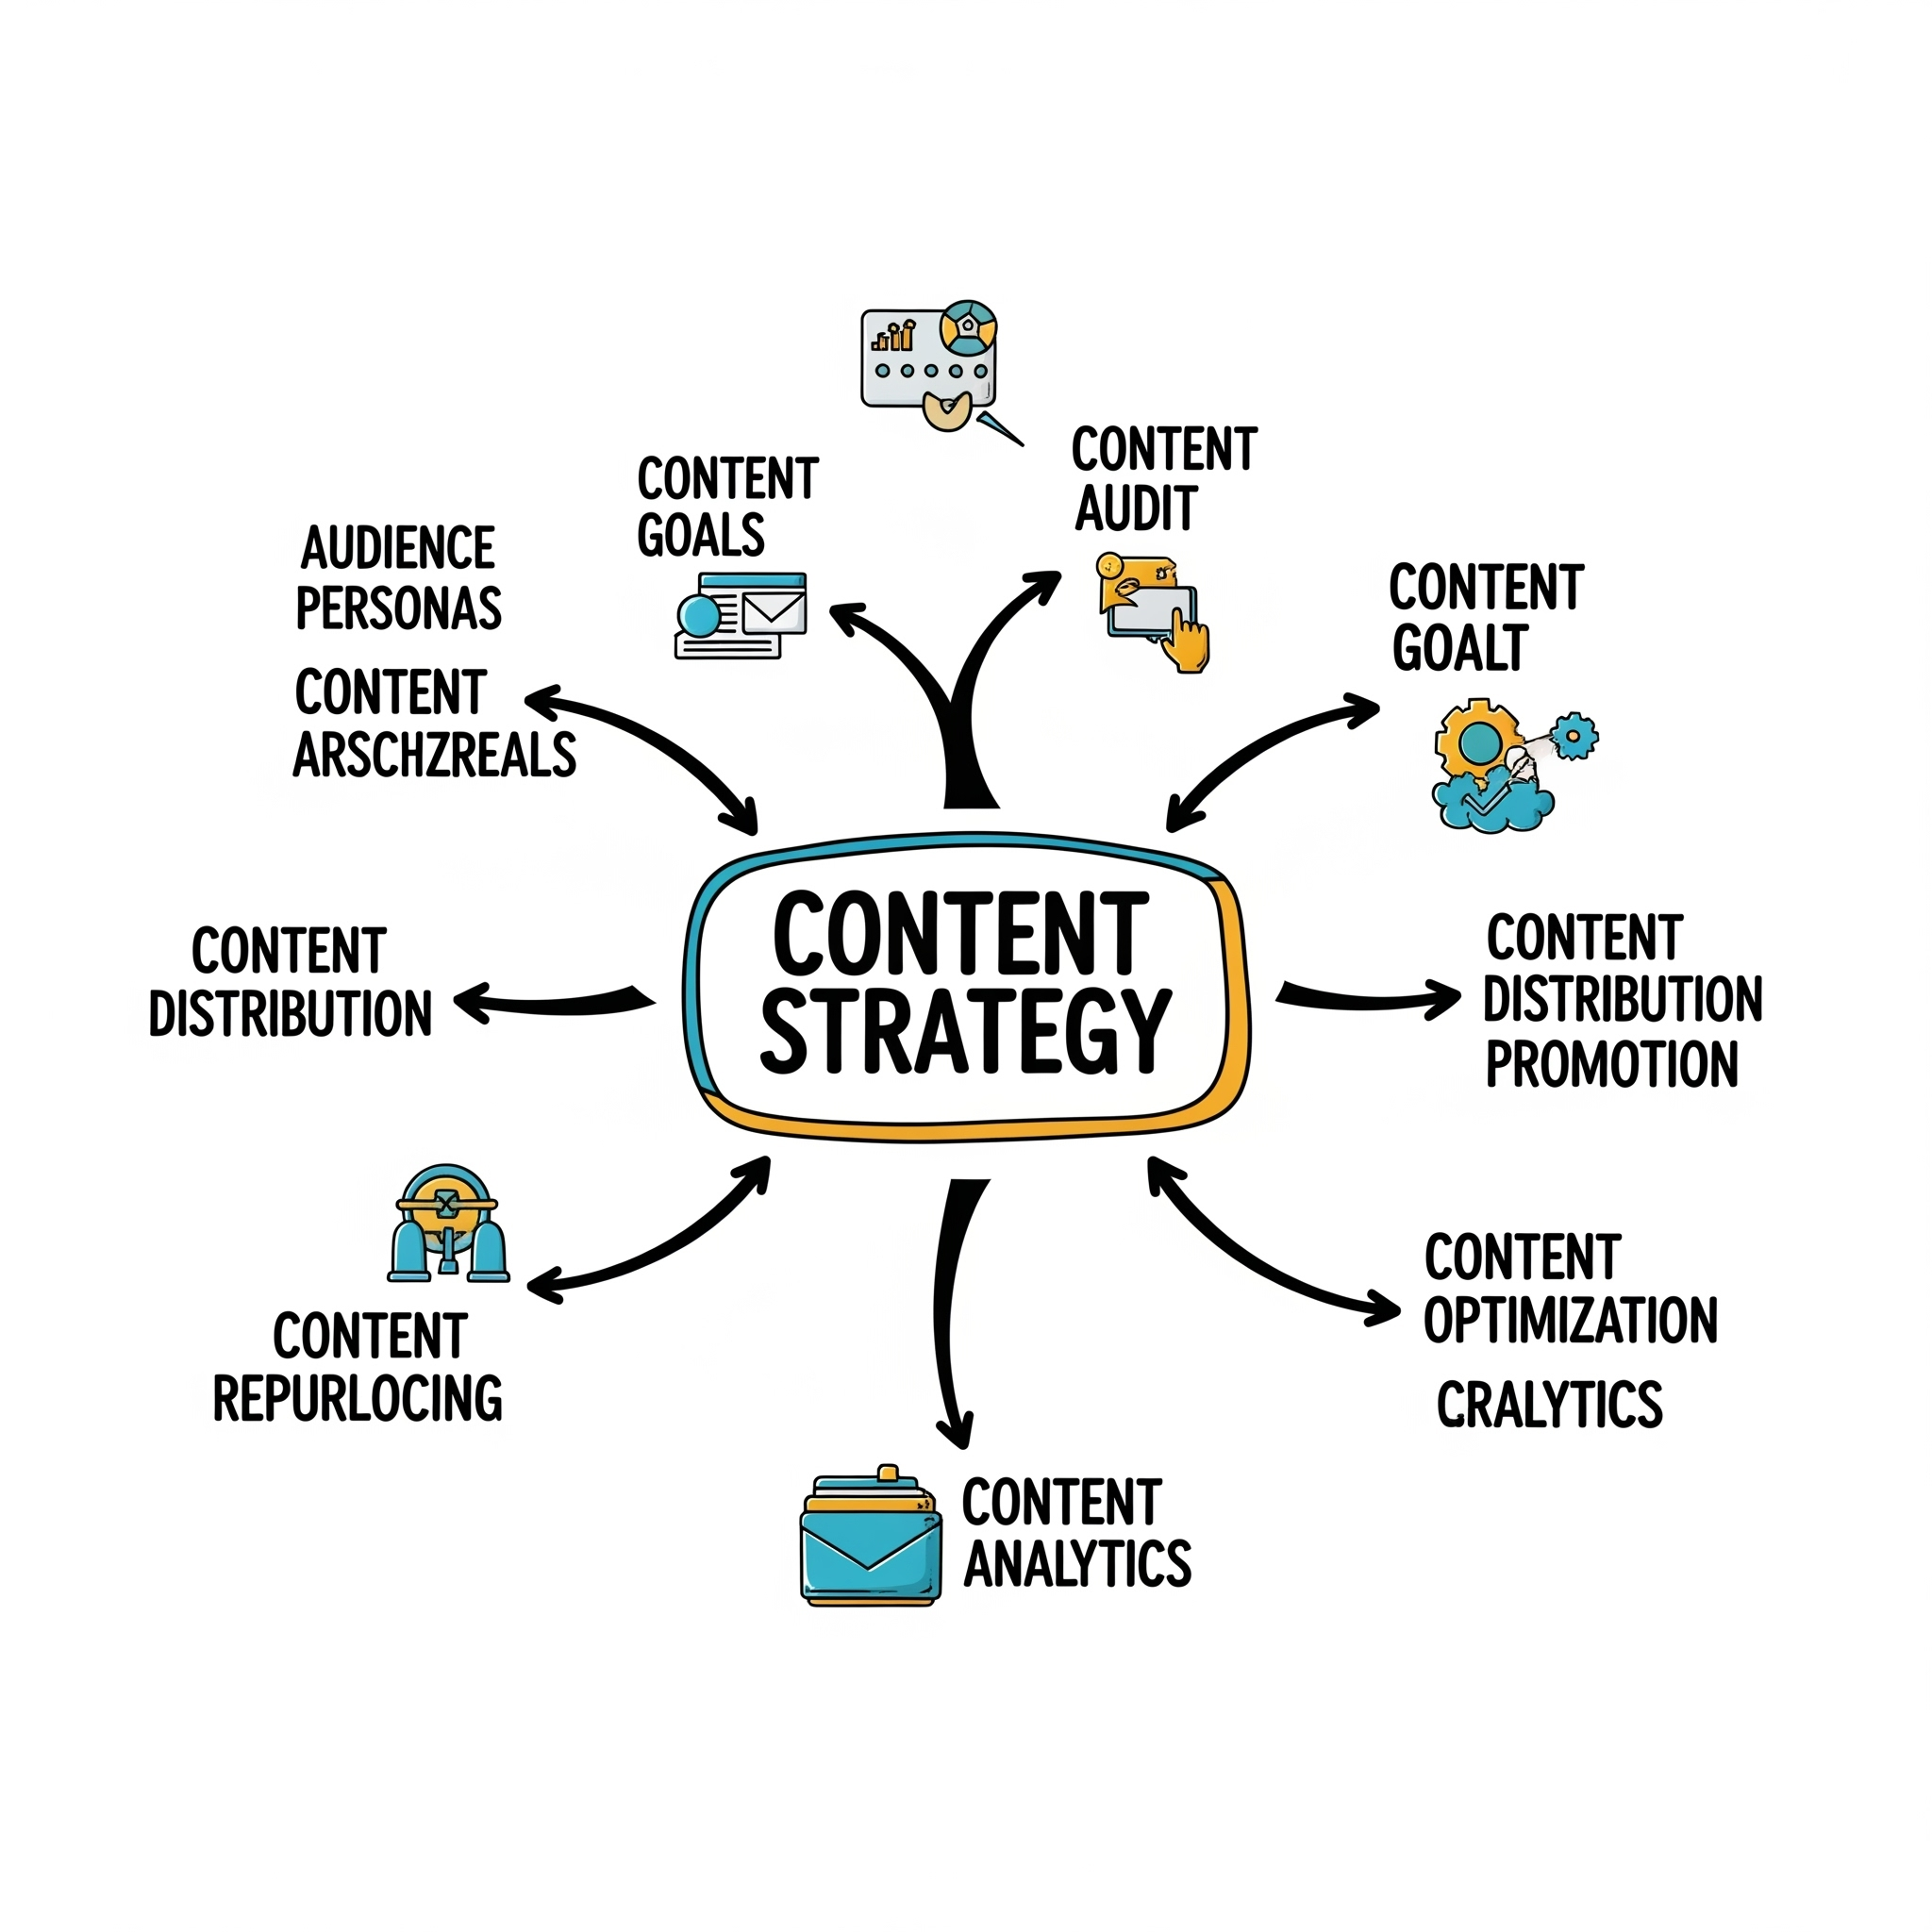 CONTENT
AUDIT
CONTENT
GOALS
AUDIENCE
PERSONAS
CONTENT
GOALT
CONTENT
ARSCHZREALS
CONTENT
STRATEGY
CONTENT
DISTRIBUTION
CONTENT
DISTRIBUTION
PROMOTION
CONTENT
OPTIMIZATION
CRALYTICS
CONTENT
REPURLOCING
CONTENT
ANALYTICS